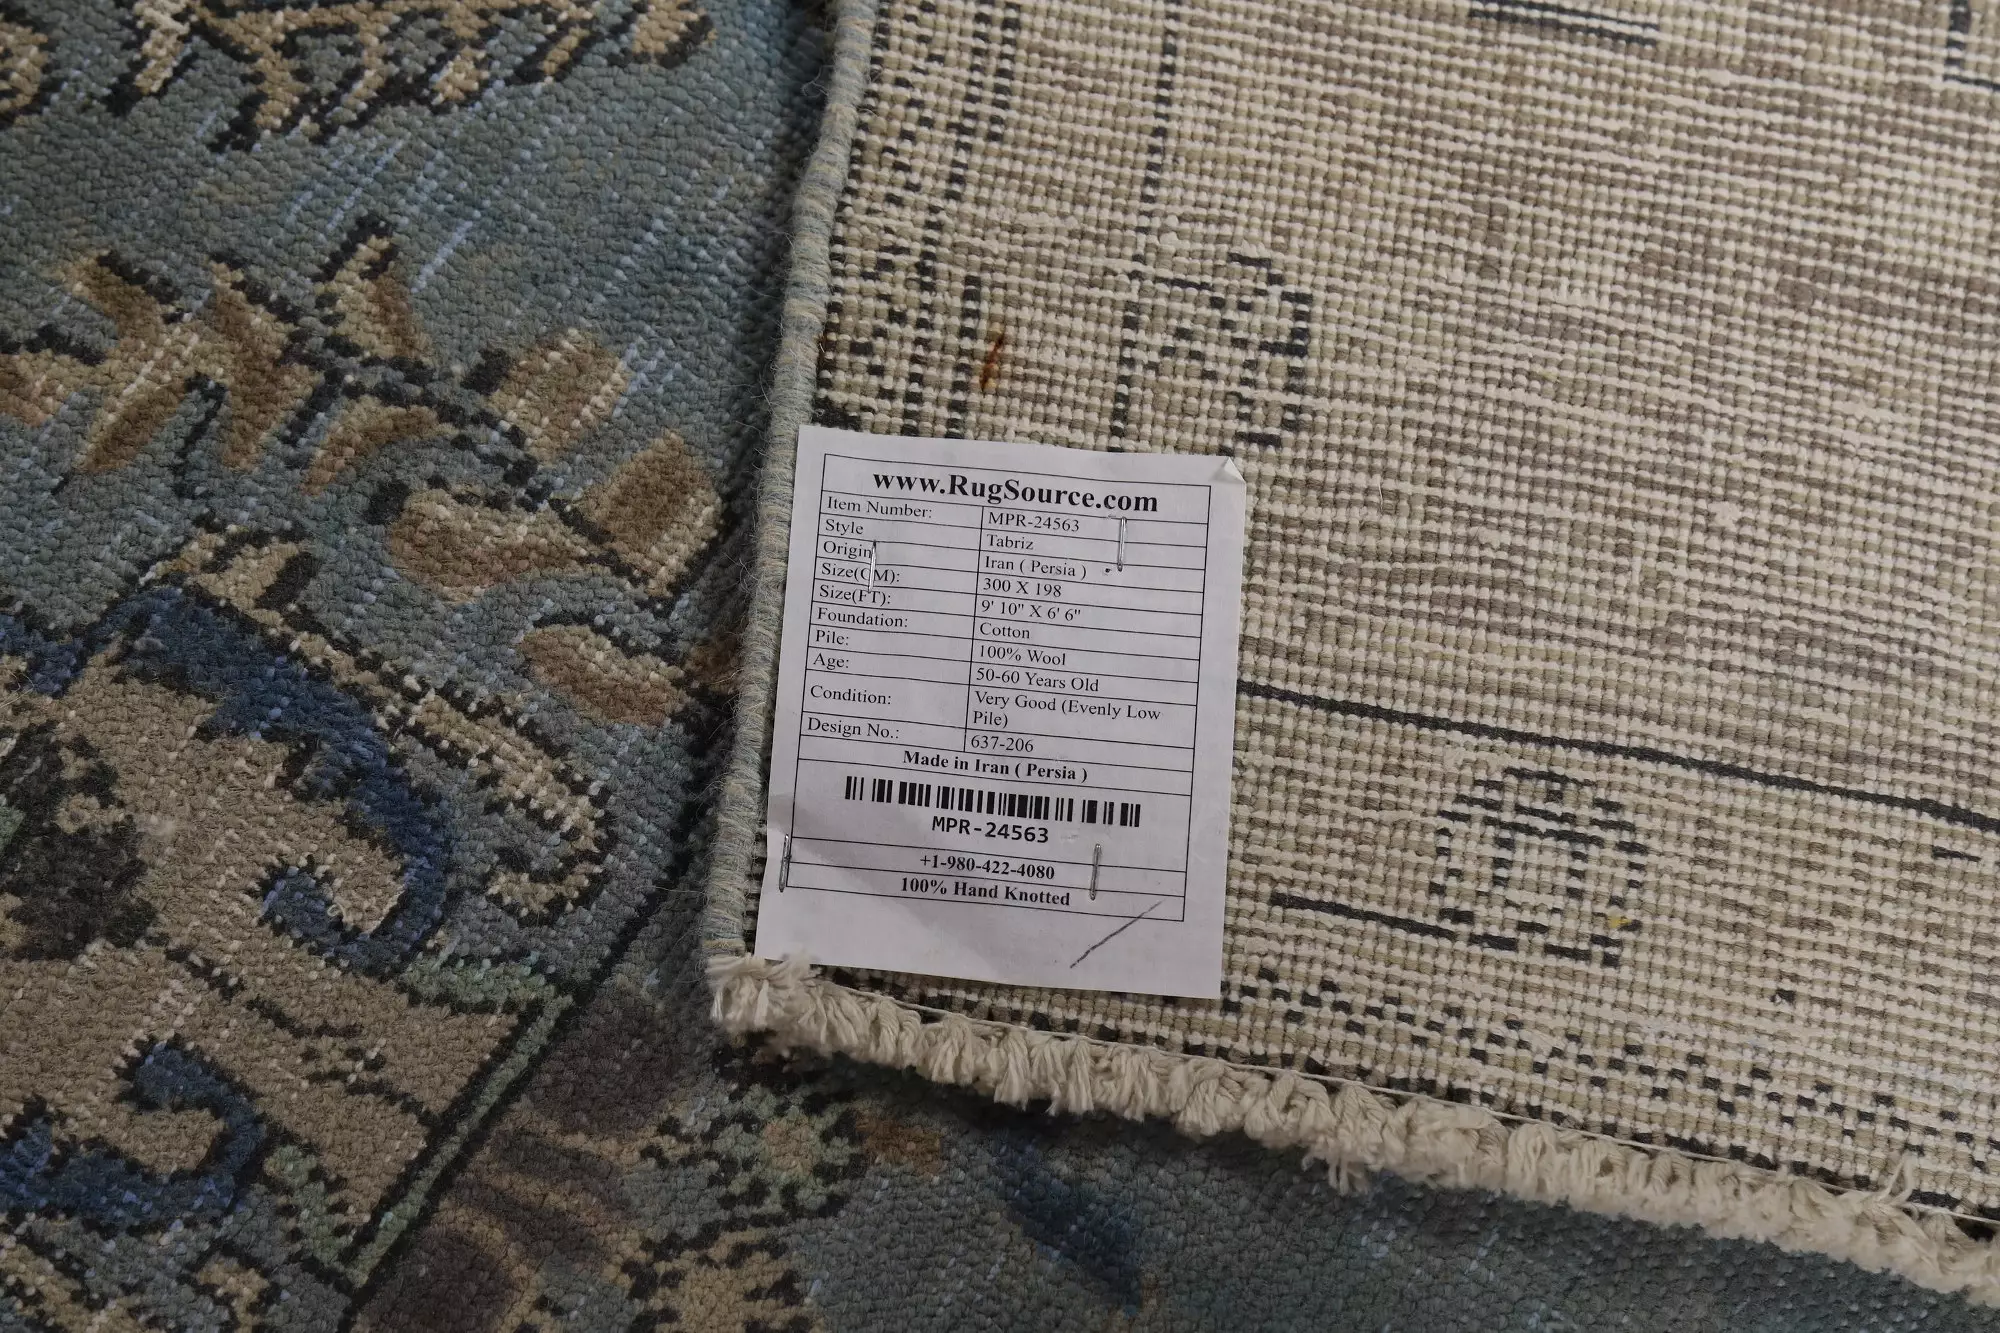 www.RugSource.com
Item Number: MPR-24563
Style Tabriz
Origin Iran ( Persia )
Size(CM): 300 X 198
Size(FT): 9' 10" X 6' 6"
Foundation: Cotton
Pile: 100% Wool
Age: 50-60 Years Old
Condition: Very Good (Evenly Low
Pile)
Design No.: 637-206
Made in Iran ( Persia )
MPR-24563
+1-980-422-4080
100% Hand Knotted